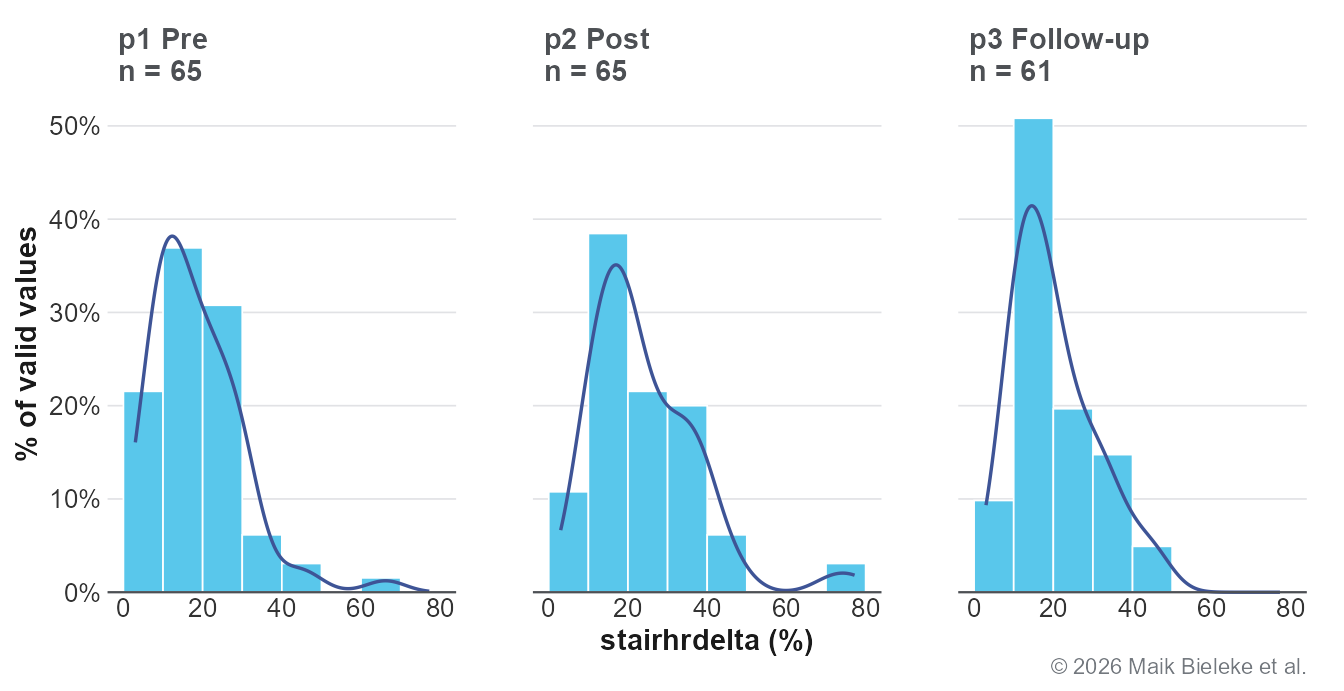 p1 Pre
n = 65
p2 Post
n = 65
p3 Follow-up
n = 61
% of valid values
50%
40%
30%
20%
10%
0%
0 20 40 60 80
0 20 40 60 80
0 20 40 60 80
stairhrdelta (%)
© 2026 Maik Bieleke et al.